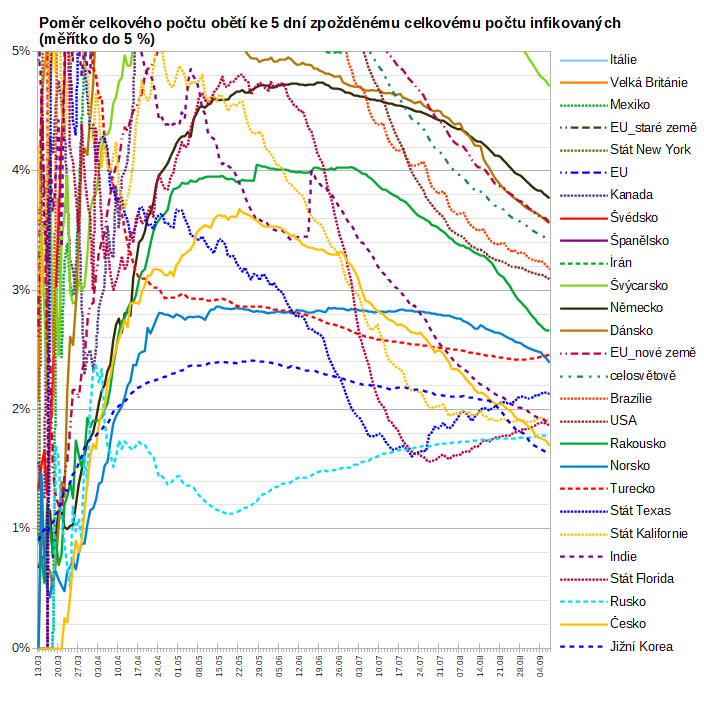 Poměr celkového počtu obětí ke 5 dní zpožděnému celkovému počtu infikovaných
(měřítko do 5 %)
5%
4%
3%
2%
1%
0%
13.03
20.03
27.03
03.04
10.04
17.04
24.04
01.05
08.05
15.05
22.05
29.05
05.06
12.06
19.06
26.06
03.07
10.07
17.07
24.07
31.07
07.08
14.08
21.08
28.08
04.09
Itálie
Velká Británie
Mexiko
EU_staré země
Stát New York
EU
Kanada
Švédsko
Španělsko
Írán
Švýcarsko
Německo
Dánsko
EU_nové země
celosvětově
Brazílie
USA
Rakousko
Norsko
Turecko
Stát Texas
Stát Kalifornie
Indie
Stát Florida
Rusko
Česko
Jižní Korea